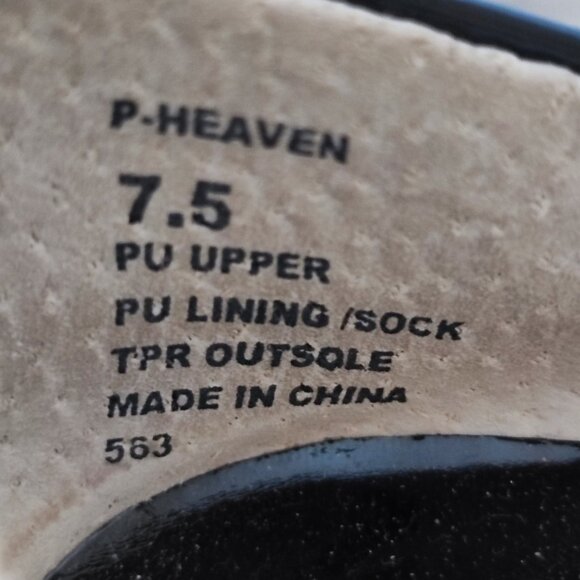 P-HEAVEN
7.5
PU UPPER
PU LINING /SOCK
TPR OUTSOLE
MADE IN CHINA
563